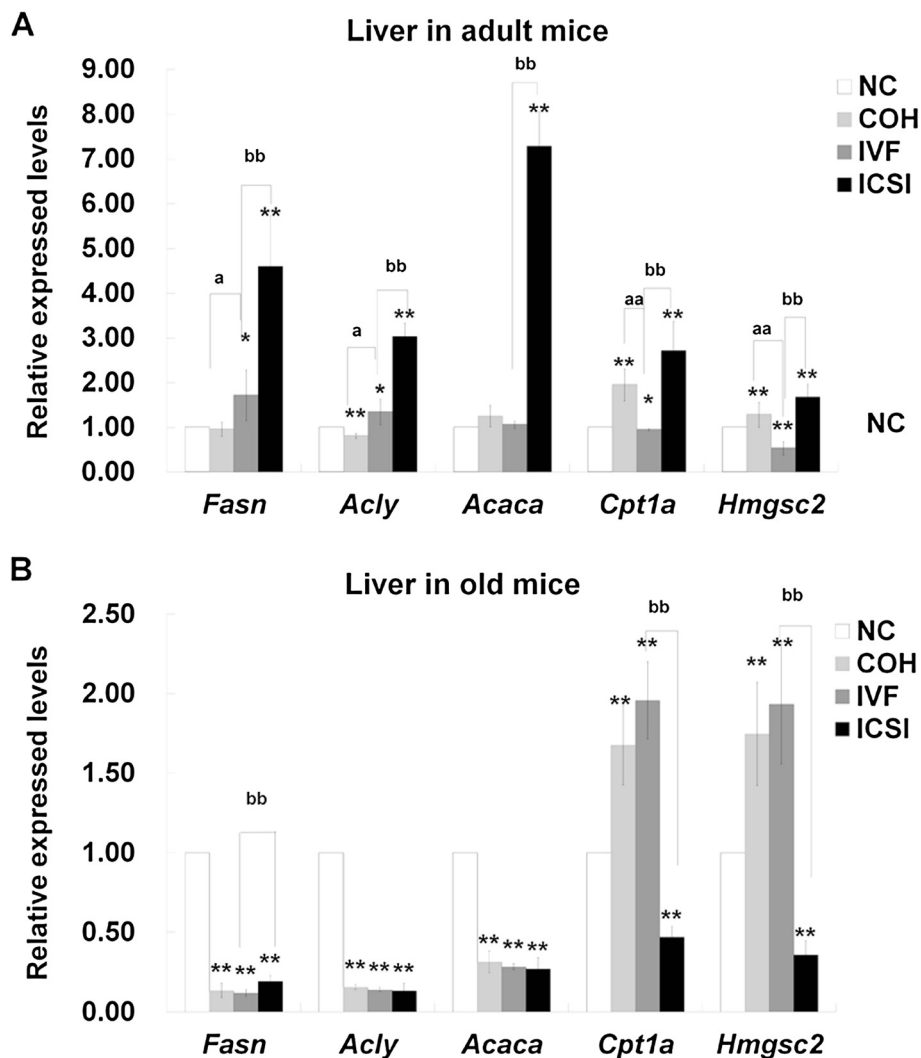 A
Liver in adult mice
Relative expressed levels
9.00
8.00
7.00
6.00
5.00
4.00
3.00
2.00
1.00
0.00
a
*
bb
**
**
a
*
bb
**
bb
**
**
aa
*
bb
**
**
aa
**
bb
**
Fasn
Acly
Acaca
Cpt1a
Hmgsc2
NC
COH
IVF
ICSI
NC
B
Liver in old mice
Relative expressed levels
2.50
2.00
1.50
1.00
0.50
0.00
bb
** ** **
** ** **
** ** **
**
**
bb
**
**
**
bb
**
Fasn
Acly
Acaca
Cpt1a
Hmgsc2
NC
COH
IVF
ICSI